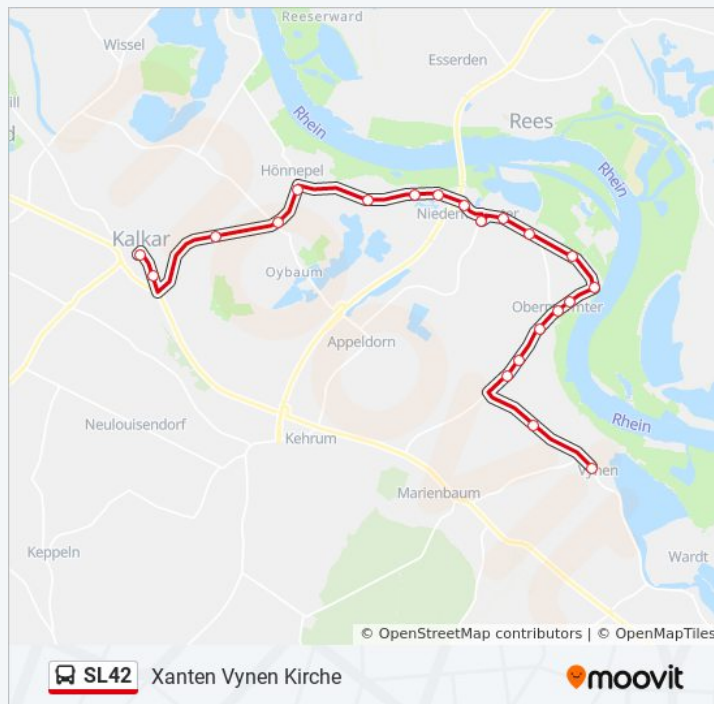 Reeserward
Wissel
Esserden
Rhein
Rees
Hönnepel
Rhein
Kalkar
Oybaum
Appeldorn
Neulouisendorf
Kehrum
Rhein
Vynen
Marienbaum
Keppeln
Wardt
© OpenStreetMap contributors | © OpenMapTiles
SL42 Xanten Vynen Kirche
moovit